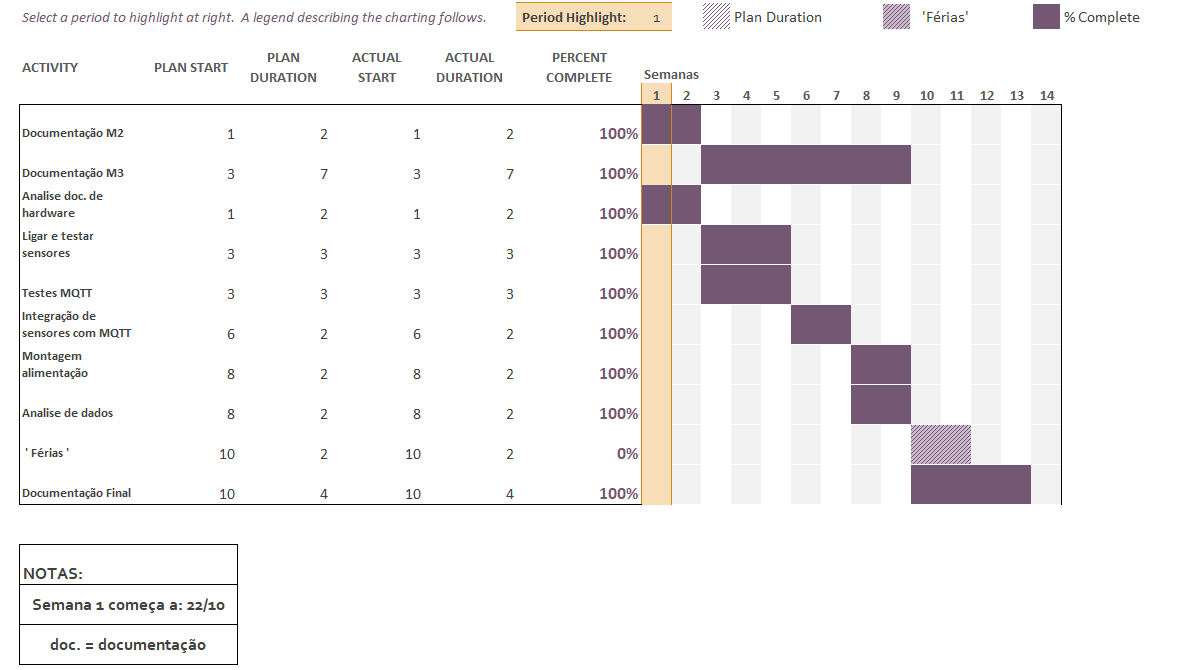 Select a period to highlight at right. A legend describing the charting follows. Period Highlight: 1 Plan Duration 'Férias' % Complete
ACTIVITY PLAN START PLAN DURATION ACTUAL START ACTUAL DURATION PERCENT COMPLETE Semanas
1 2 3 4 5 6 7 8 9 10 11 12 13 14
Documentação M2 1 2 1 2 100%
Documentação M3 3 7 3 7 100%
Analise doc. de
hardware 1 2 1 2 100%
Ligar e testar
sensores 3 3 3 3 100%
Testes MQTT 3 3 3 3 100%
Integração de
sensores com MQTT 6 2 6 2 100%
Montagem
alimentação 8 2 8 2 100%
Analise de dados 8 2 8 2 100%
' Férias ' 10 2 10 2 0%
Documentação Final 10 4 10 4 100%
NOTAS:
Semana 1 começa a: 22/10
doc. = documentação